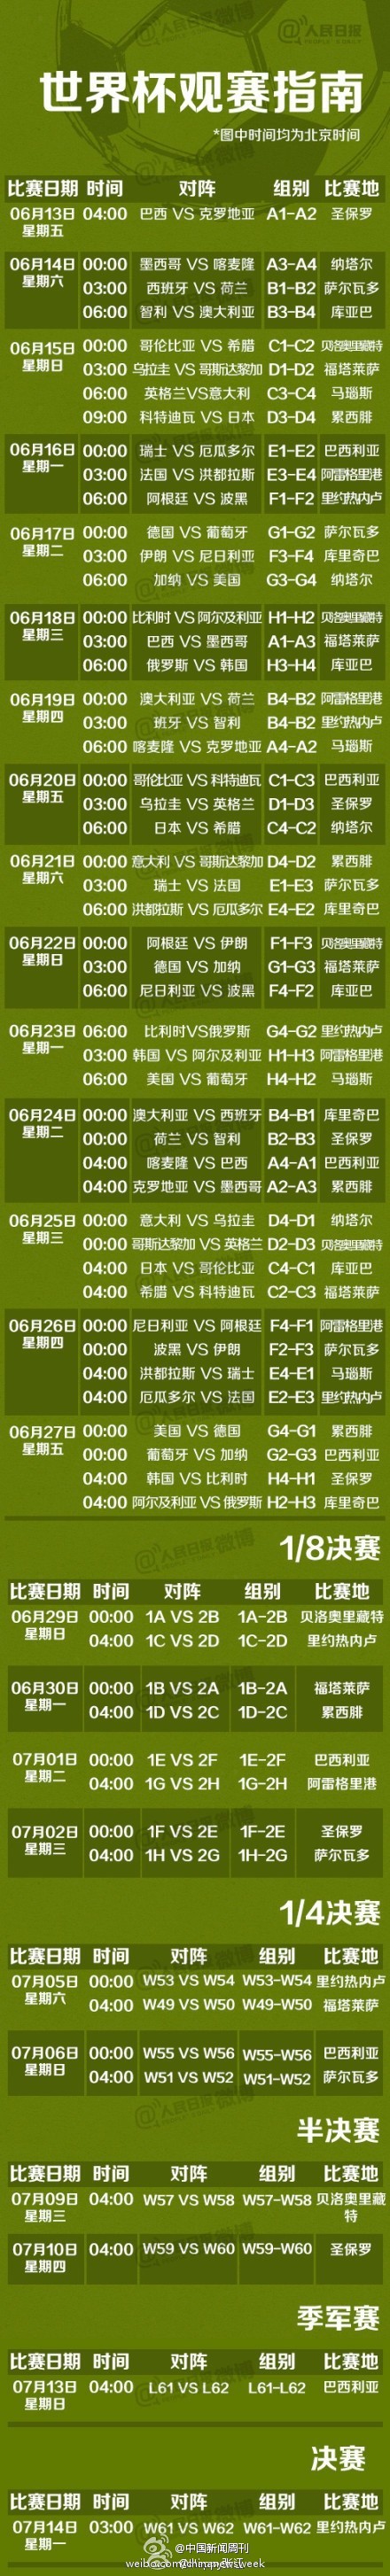 @人民日报
世界杯观赛指南
*图中时间均为北京时间
比赛日期 时间 对阵 组别 比赛地
06月13日 星期五 04:00 巴西 VS 克罗地亚 A1-A2 圣保罗
06月14日 星期六 00:00 墨西哥 VS 喀麦隆 A3-A4 纳塔尔
03:00 西班牙 VS 荷兰 B1-B2 萨尔瓦多
06:00 智利 VS 澳大利亚 B3-B4 库亚巴
06月15日 星期日 00:00 哥伦比亚 VS 希腊 C1-C2 贝洛奥里藏特
03:00 乌拉圭 VS 哥斯达黎加 D1-D2 福塔莱萨
06:00 英格兰VS意大利 C3-C4 马瑙斯
09:00 科特迪瓦 VS 日本 D3-D4 累西腓
06月16日 星期一 00:00 瑞士 VS 厄瓜多尔 E1-E2 巴西利亚
03:00 法国 VS 洪都拉斯 E3-E4 阿雷格里港
06:00 阿根廷 VS 波黑 F1-F2 里约热内卢
06月17日 星期二 00:00 德国 VS 葡萄牙 G1-G2 萨尔瓦多
03:00 伊朗 VS 尼日利亚 F3-F4 库里奇巴
06:00 加纳 VS 美国 G3-G4 纳塔尔
06月18日 星期三 00:00 比利时 VS 阿尔及利亚 H1-H2 贝洛奥里藏特
03:00 巴西 VS 墨西哥 A1-A3 福塔莱萨
06:00 俄罗斯 VS 韩国 H3-H4 库亚巴
06月19日 星期四 00:00 澳大利亚 VS 荷兰 B4-B2 阿雷格里港
03:00 班牙 VS 智利 B4-B2 里约热内卢
06:00 喀麦隆 VS 克罗地亚 A4-A2 马瑙斯
06月20日 星期五 00:00 哥伦比亚 VS 科特迪瓦 C1-C3 巴西利亚
03:00 乌拉圭 VS 英格兰 D1-D3 圣保罗
06:00 日本 VS 希腊 C4-C2 纳塔尔
06月21日 星期六 00:00 意大利 VS 哥斯达黎加 D4-D2 累西腓
03:00 瑞士 VS 法国 E1-E3 萨尔瓦多
06:00 洪都拉斯 VS 厄瓜多尔 E4-E2 库里奇巴
06月22日 星期日 00:00 阿根廷 VS 伊朗 F1-F3 贝洛奥里藏特
03:00 德国 VS 加纳 G1-G3 福塔莱萨
06:00 尼日利亚 VS 波黑 F4-F2 库亚巴
06月23日 星期一 06:00 比利时VS俄罗斯 G4-G2 里约热内卢
03:00 韩国 VS 阿尔及利亚 H1-H3 阿雷格里港
06:00 美国 VS 葡萄牙 H4-H2 马瑙斯
06月24日 星期二 00:00 澳大利亚 VS 西班牙 B4-B1 库里奇巴
00:00 荷兰 VS 智利 B2-B3 圣保罗
04:00 喀麦隆 VS 巴西 A4-A1 巴西利亚
04:00 克罗地亚 VS 墨西哥 A2-A3 累西腓
06月25日 星期三 00:00 意大利 VS 乌拉圭 D4-D1 纳塔尔
00:00 哥斯达黎加 VS 英格兰 D2-D3 贝洛奥里藏特
04:00 日本 VS 哥伦比亚 C4-C1 库亚巴
04:00 希腊 VS 科特迪瓦 C2-C3 福塔莱萨
06月26日 星期四 00:00 尼日利亚 VS 阿根廷 F4-F1 阿雷格里港
00:00 波黑 VS 伊朗 F2-F3 萨尔瓦多
04:00 洪都拉斯 VS 瑞士 E4-E1 马瑙斯
04:00 厄瓜多尔 VS 法国 E2-E3 里约热内卢
06月27日 星期五 00:00 美国 VS 德国 G4-G1 累西腓
00:00 葡萄牙 VS 加纳 G2-G3 巴西利亚
04:00 韩国 VS 比利时 H4-H1 圣保罗
04:00 阿尔及利亚 VS 俄罗斯 H2-H3 库里奇巴
@人民日报微博
1/8决赛
比赛日期 时间 对阵 组别 比赛地
06月29日 星期日 00:00 1A VS 2B 1A-2B 贝洛奥里藏特
04:00 1C VS 2D 1C-2D 里约热内卢
06月30日 星期一 00:00 1B VS 2A 1B-2A 福塔莱萨
04:00 1D VS 2C 1D-2C 累西腓
07月01日 星期二 00:00 1E VS 2F 1E-2F 巴西利亚
04:00 1G VS 2H 1G-2H 阿雷格里港
07月02日 星期三 00:00 1F VS 2E 1F-2E 圣保罗
04:00 1H VS 2G 1H-2G 萨尔瓦多
1/4决赛
比赛日期 时间 对阵 组别 比赛地
07月05日 星期六 00:00 W53 VS W54 W53-W54 里约热内卢
04:00 W49 VS W50 W49-W50 福塔莱萨
07月06日 星期日 00:00 W55 VS W56 W55-W56 巴西利亚
04:00 W51 VS W52 W51-W52 萨尔瓦多
半决赛
比赛日期 时间 对阵 组别 比赛地
07月09日 星期三 04:00 W57 VS W58 W57-W58 贝洛奥里藏特
07月10日 星期四 04:00 W59 VS W60 W59-W60 圣保罗
季军赛
比赛日期 时间 对阵 组别 比赛地
07月13日 星期日 04:00 L61 VS L62 L61-L62 巴西利亚
决赛
比赛日期 时间 对阵 组别 比赛地
07月14日 星期一 03:00 W61 VS W62 W61-W62 里约热内卢
@中国新闻周刊